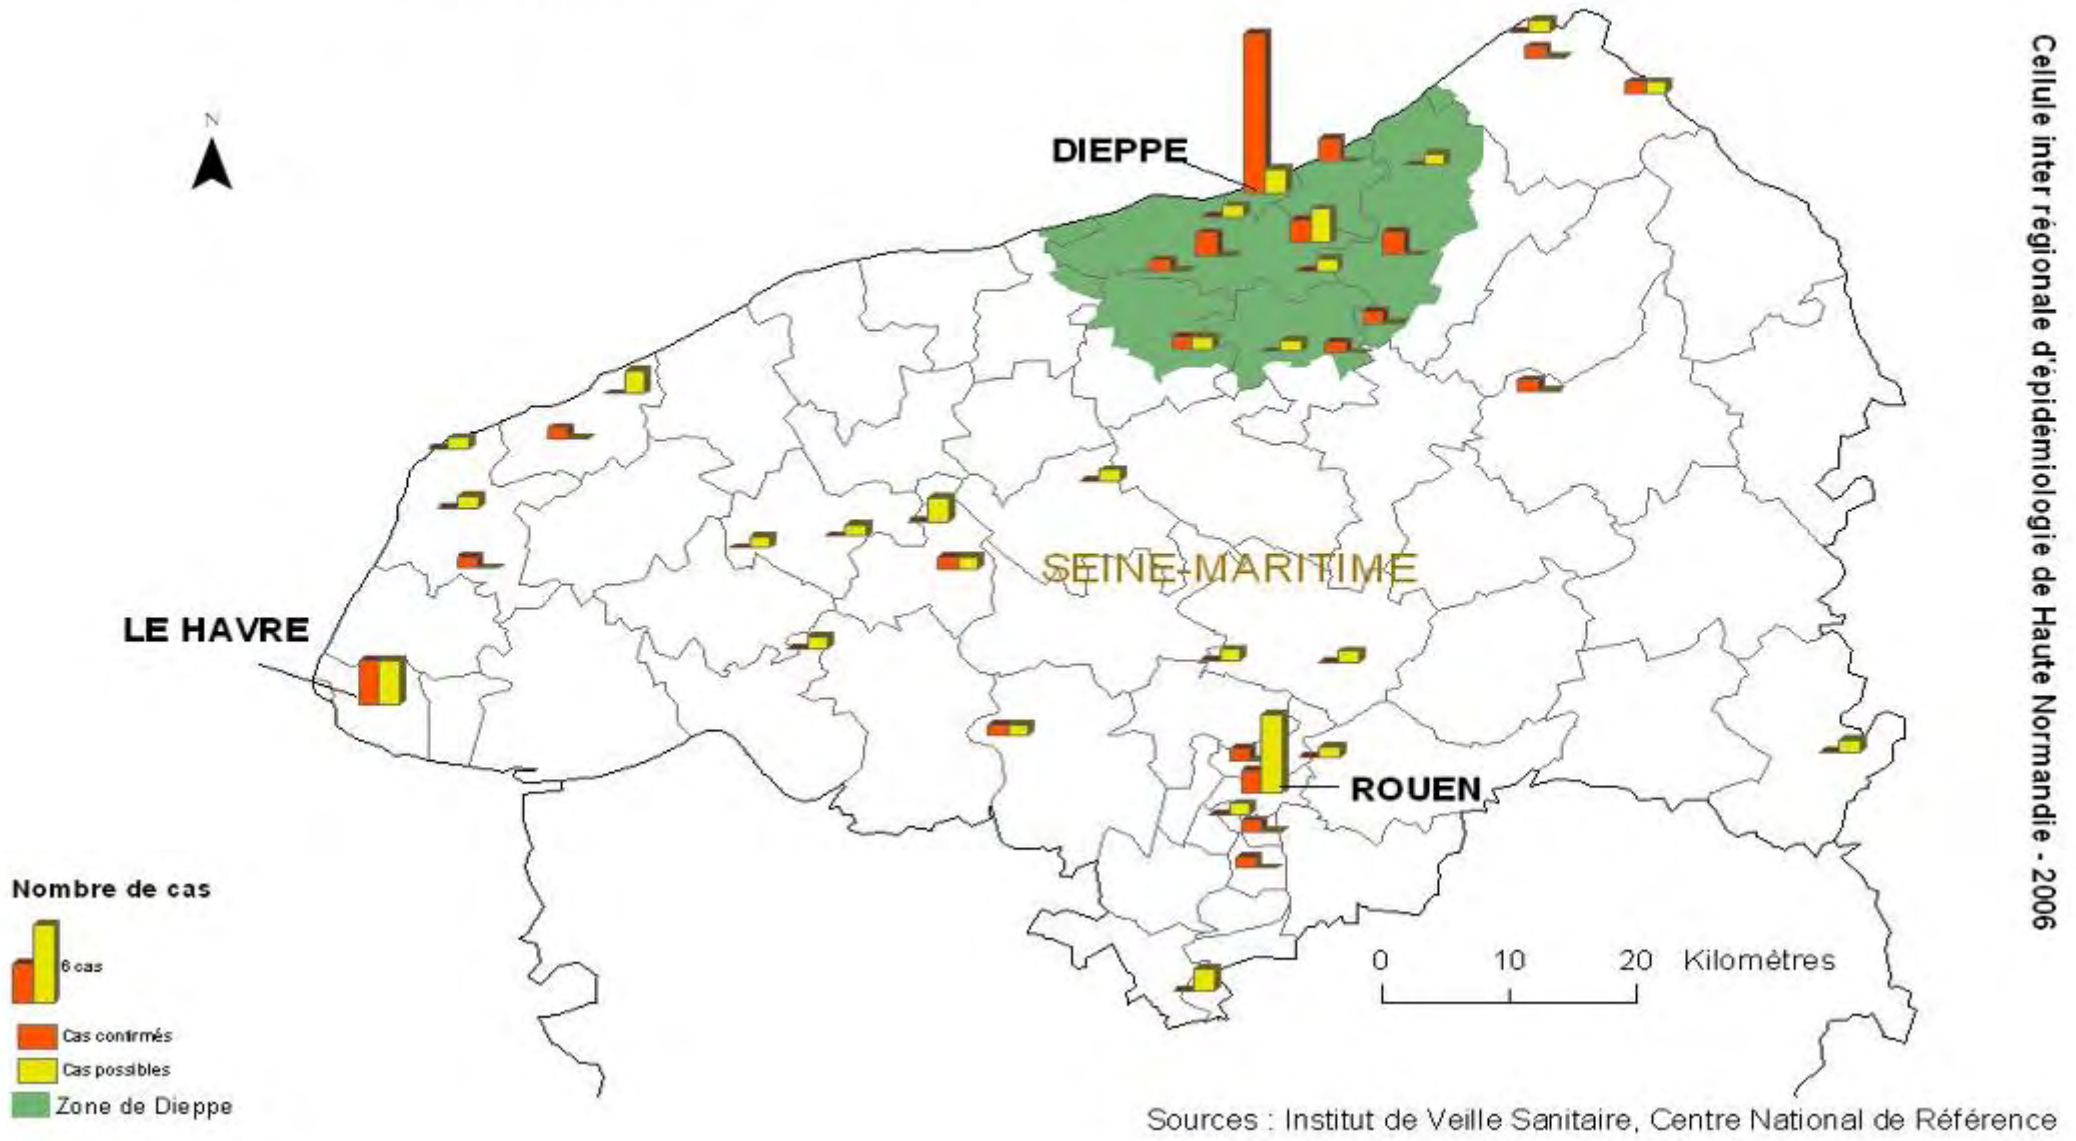 N
DIEPPE
SEINE-MARITIME
LE HAVRE
ROUEN
Nombre de cas
6 cas
Cas confirmés
Cas possibles
Zone de Dieppe
0 10 20 Kilomètres
Sources : Institut de Veille Sanitaire, Centre National de Référence
Cellule inter régionale d'épidémiologie de Haute Normandie - 2006